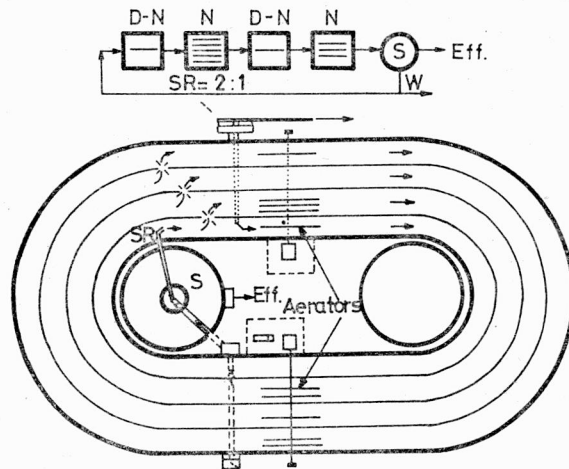 D-N N D-N N
S Eff.
SR= 2:1 W
SR
S
Eff.
Aerators